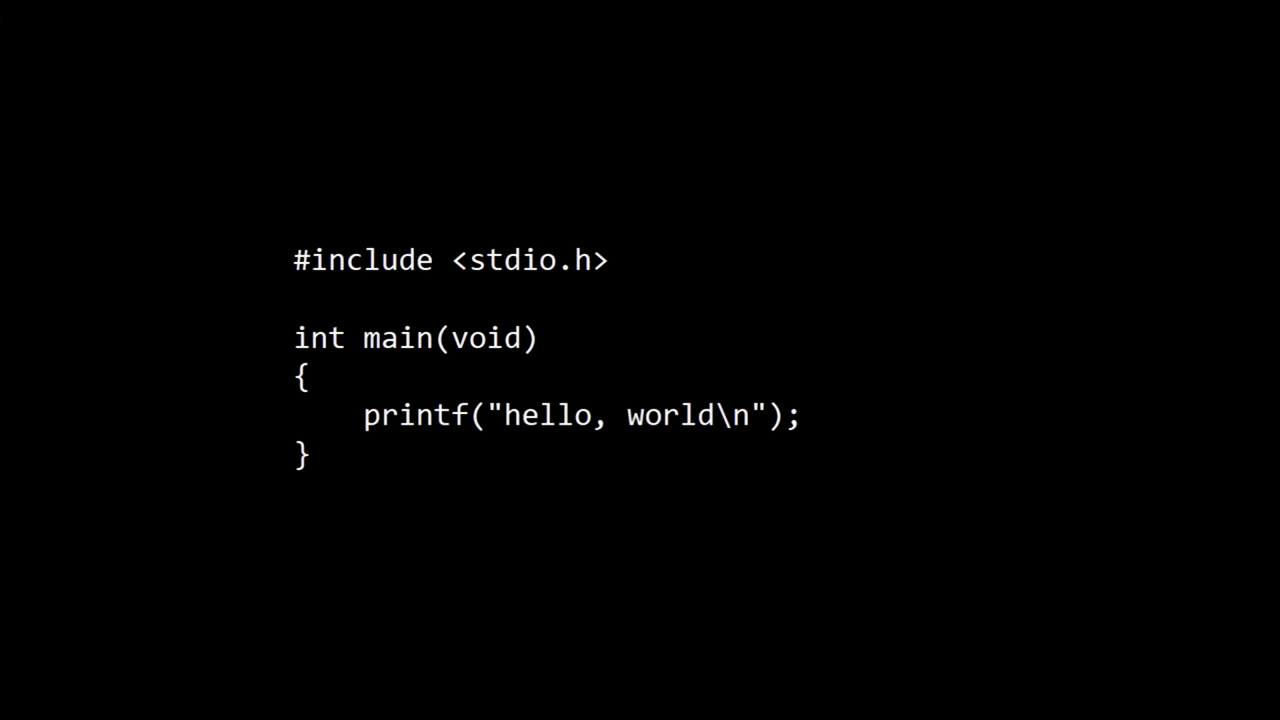 #include <stdio.h>

int main(void)
{
    printf("hello, world\n");
}